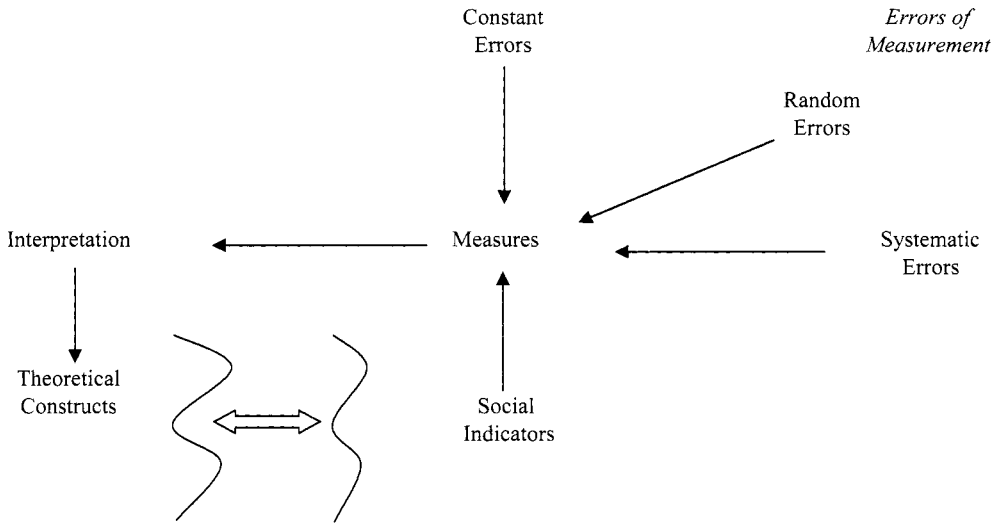 Constant
Errors
Errors of
Measurement
Random
Errors
Interpretation
Measures
Systematic
Errors
Theoretical
Constructs
Social
Indicators